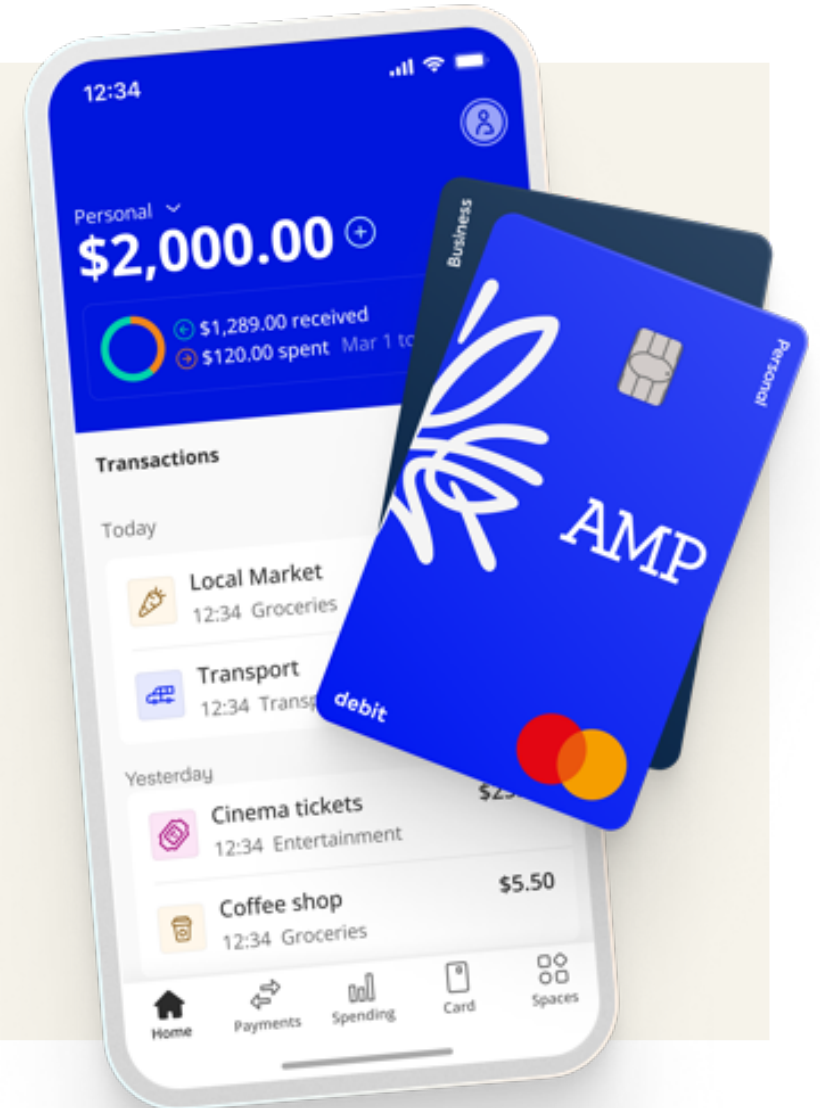 12:34
Personal
$2,000.00
$1,289.00 received
$120.00 spent Mar 1
Transactions
Today
Local Market
12:34 Groceries
Transport
12:34
Yesterday
Cinema tickets
12:34 Entertainment
Coffee shop
$5.50
12:34 Groceries
Home
Payments
Spending
Card
Spaces
Business
Personal
AMP
debit